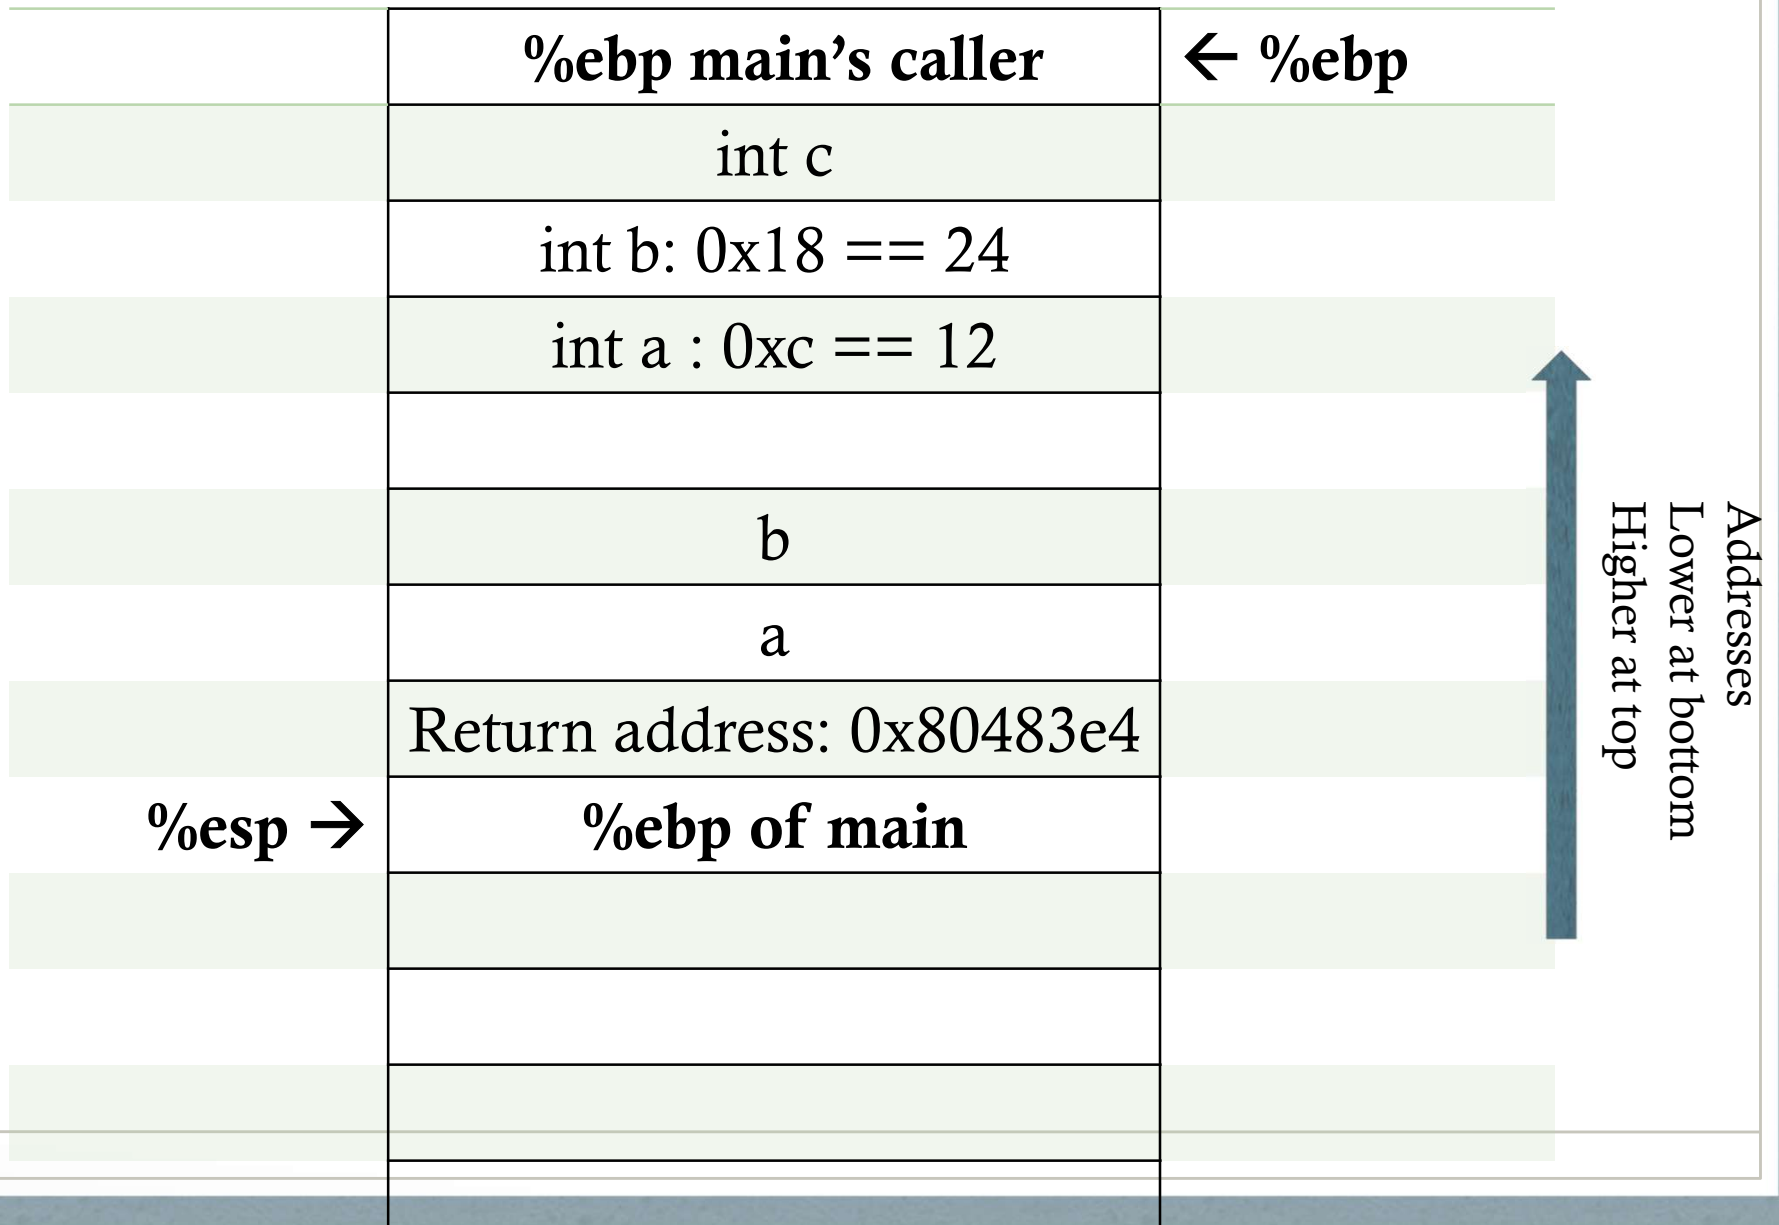 %ebp main’s caller
← %ebp
int c
int b: 0x18 == 24
int a : 0xc == 12
b
a
Return address: 0x80483e4
%esp →
%ebp of main
Addresses
Lower at bottom
Higher at top